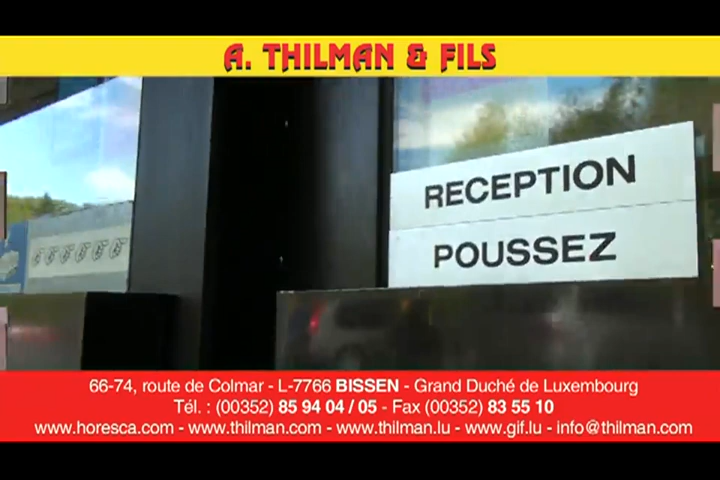 A. THILMAN & FILS
RECEPTION
POUSSEZ
66-74, route de Colmar - L-7766 BISSEN - Grand Duché de Luxembourg
Tél. : (00352) 85 94 04 / 05 - Fax (00352) 83 55 10
www.horesca.com - www.thilman.com - www.thilman.lu - www.gif.lu - info@thilman.com